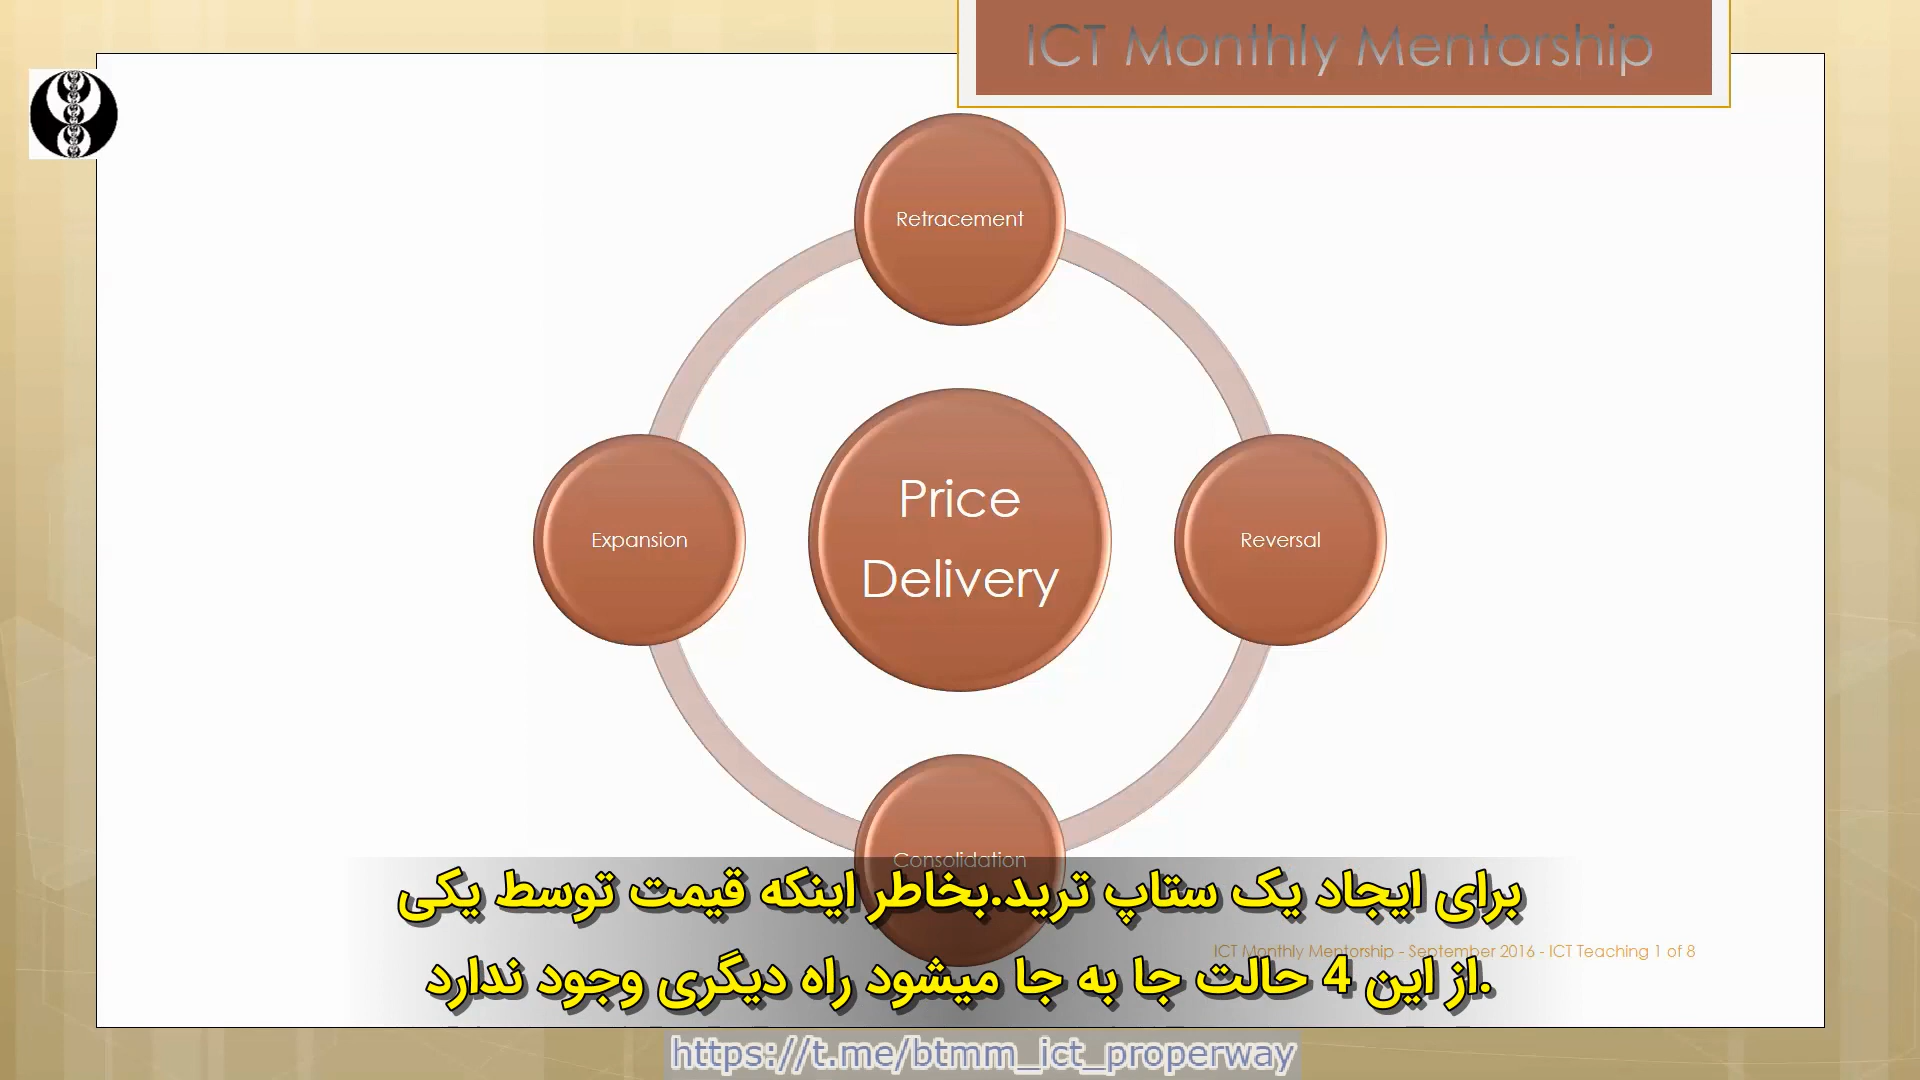 ICT Monthly Mentorship
Retracement
Expansion
Price
Delivery
Reversal
Consolidation
برای ایجاد یک ستاپ ترید.بخاطر اینکه قیمت توسط یکی
ICT Monthly Mentorship - September 2016 - ICT Teaching 1 of 8
از این 4 حالت جا به جا میشود راه دیگری وجود ندارد.
https://t.me/btmm_ict_properway